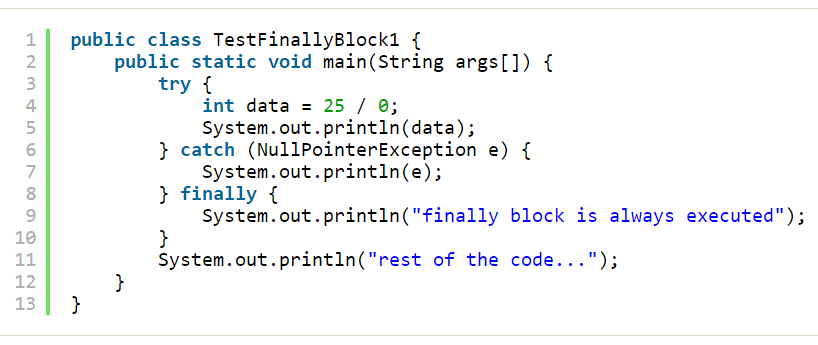 1 public class TestFinallyBlock1 {
2 public static void main(String args[]) {
3 try {
4 int data = 25 / 0;
5 System.out.println(data);
6 } catch (NullPointerException e) {
7 System.out.println(e);
8 } finally {
9 System.out.println("finally block is always executed");
10 }
11 System.out.println("rest of the code...");
12 }
13 }